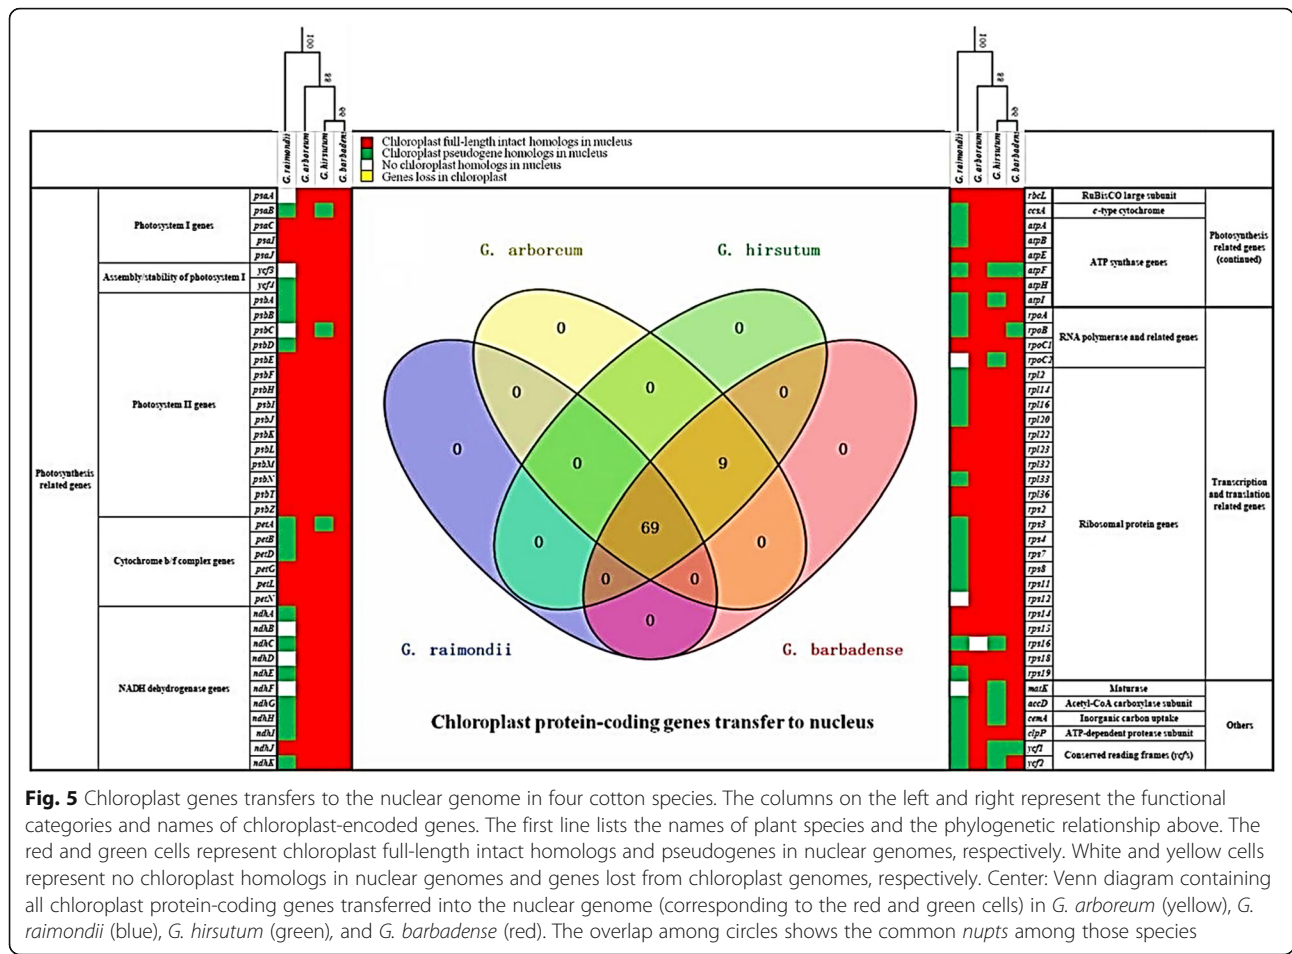 100
88
99
G. raimondii
G. arboreum
G. hirsutum
G. barbadens
Chloroplast full-length intact homologs in nucleus
Chloroplast pseudogene homologs in nucleus
No chloroplast homologs in nucleus
Genes loss in chloroplast
100
88
99
G. raimondii
G. arboreum
G. hirsutum
G. barbaden
Photosynthesis
related genes
Photosystem I genes
psaA
psaB
psaC
psaI
psaJ
Assembly/stability of photosystem I
ycf3
ycf4
Photosystem II genes
psbA
psbB
psbC
psbD
psbE
psbF
psbH
psbI
psbJ
psbK
psbL
psbM
psbN
psbT
psbZ
Cytochrome b/f complex genes
petA
petB
petD
petG
petL
petN
NADH dehydrogenase genes
ndhA
ndhB
ndhC
ndhD
ndhE
ndhF
ndhG
ndhH
ndhI
ndhJ
ndhK
G. arboreum
G. hirsutum
0
0
0
0
0
0
0
9
0
0
69
0
0
0
0
G. raimondii
G. barbadense
Chloroplast protein-coding genes transfer to nucleus
rbcL
RuBisCO large subunit
ccsA
c-type cytochrome
atpA
atpB
atpE
atpF
atpH
atpI
ATP synthase genes
Photosynthesis
related genes
(continued)
rpoA
rpoB
rpoC1
rpoC2
RNA polymerase and related genes
rpl2
rpl14
rpl16
rpl20
rpl22
rpl23
rpl32
rpl33
rpl36
rps2
rps3
rps4
rps7
rps8
rps11
rps12
rps14
rps15
rps16
rps18
rps19
Ribosomal protein genes
Transcription
and translation
related genes
matK
Maturase
accD
Acetyl-CoA carboxylase subunit
cemA
Inorganic carbon uptake
clpP
ATP-dependent protease subunit
ycf1
ycf2
Conserved reading frames (ycfs)
Others
Fig. 5 Chloroplast genes transfers to the nuclear genome in four cotton species. The columns on the left and right represent the functional
categories and names of chloroplast-encoded genes. The first line lists the names of plant species and the phylogenetic relationship above. The
red and green cells represent chloroplast full-length intact homologs and pseudogenes in nuclear genomes, respectively. White and yellow cells
represent no chloroplast homologs in nuclear genomes and genes lost from chloroplast genomes, respectively. Center: Venn diagram containing
all chloroplast protein-coding genes transferred into the nuclear genome (corresponding to the red and green cells) in G. arboreum (yellow), G.
raimondii (blue), G. hirsutum (green), and G. barbadense (red). The overlap among circles shows the common nupts among those species